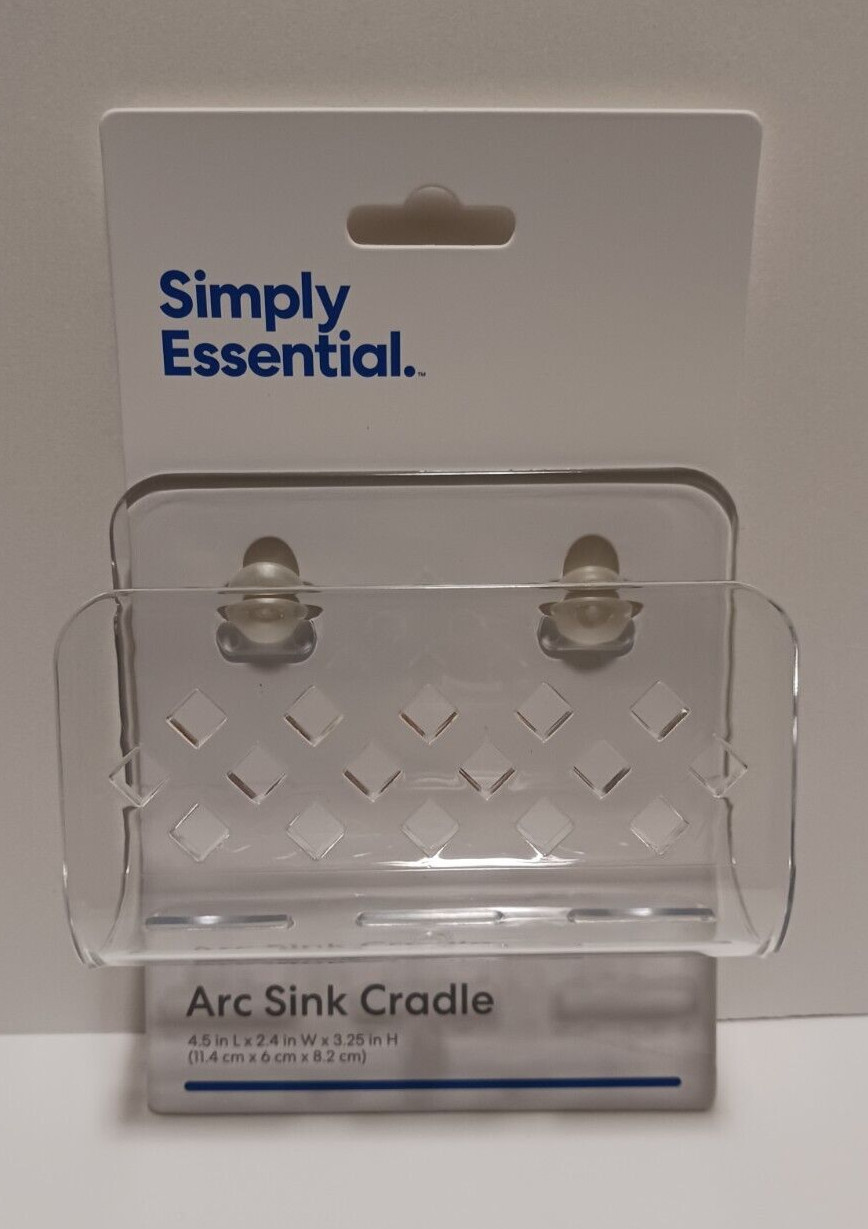 Simply
Essential.™
Arc Sink Cradle
4.5 in L x 2.4 in W x 3.25 in H
(11.4 cm x 6 cm x 8.2 cm)